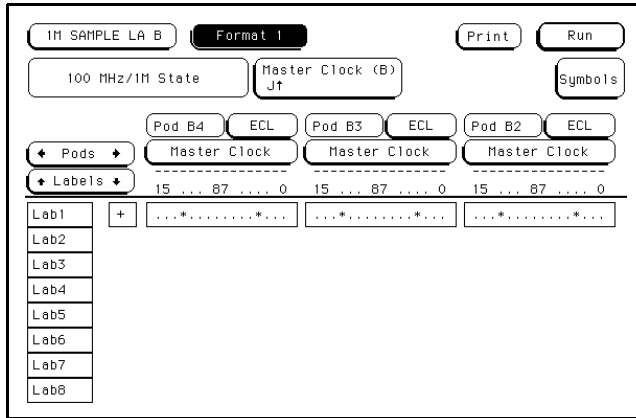 1M SAMPLE LA B Format 1 Print Run
100 MHz/1M State Master Clock (B) Symbols
J↑
Pod B4 ECL Pod B3 ECL Pod B2 ECL
← Pods → Master Clock Master Clock Master Clock
↑ Labels ↓ 15 ... 87 .... 0 15 ... 87 .... 0 15 ... 87 .... 0
Lab1 + ...*........*... ...*........*... ...*........*...
Lab2
Lab3
Lab4
Lab5
Lab6
Lab7
Lab8